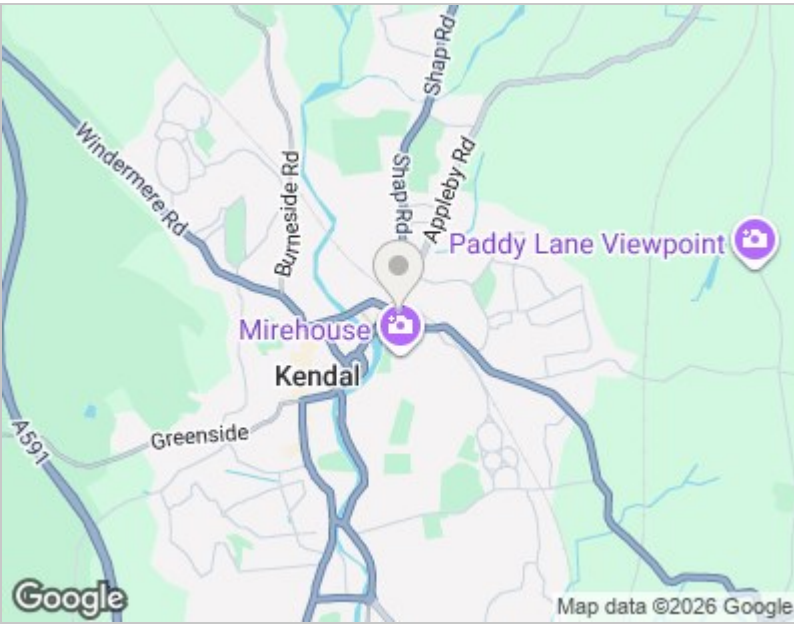 Shap Rd
Windermere Rd
Burneside Rd
Shap Rd
Appleby Rd
Paddy Lane Viewpoint
Mirehouse
Kendal
Greenside
A591
Google
Map data ©2026 Google